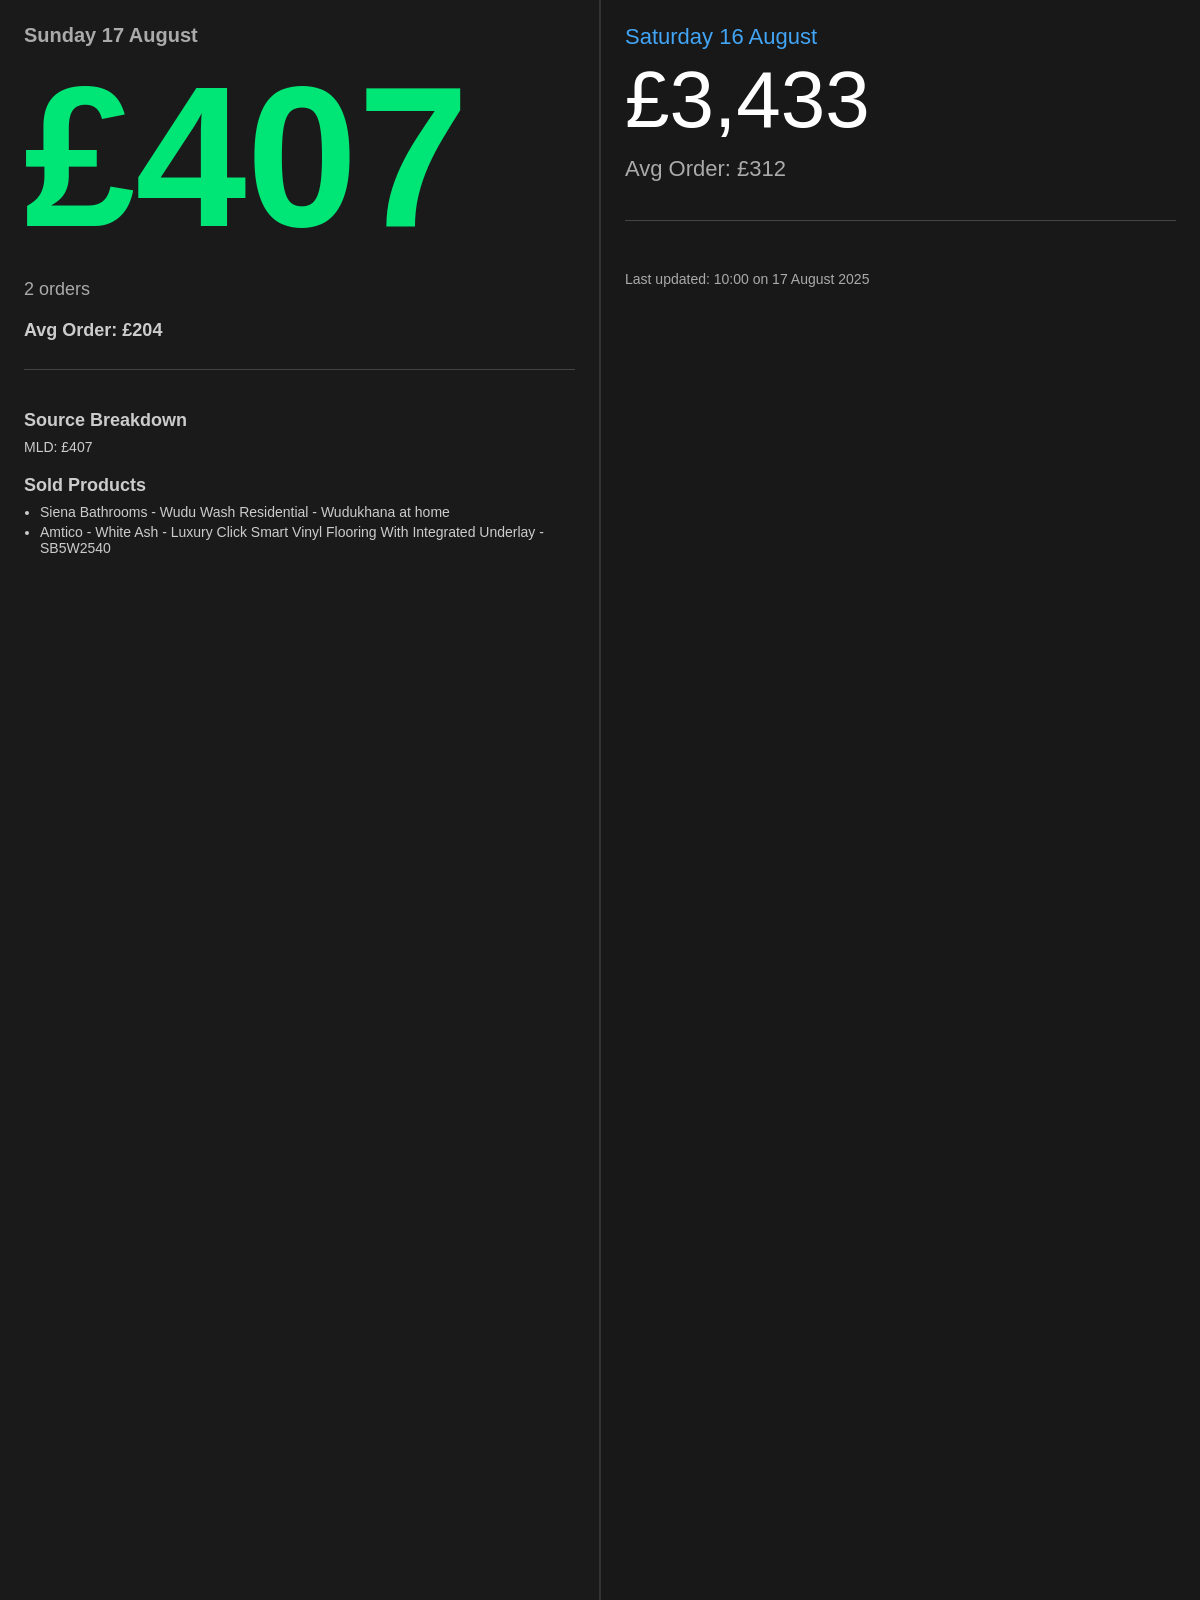 Sunday 17 August
£407
2 orders
Avg Order: £204
Source Breakdown
MLD: £407
Sold Products
• Siena Bathrooms - Wudu Wash Residential - Wudukhana at home
• Amtico - White Ash - Luxury Click Smart Vinyl Flooring With Integrated Underlay -
SB5W2540
Saturday 16 August
£3,433
Avg Order: £312
Last updated: 10:00 on 17 August 2025